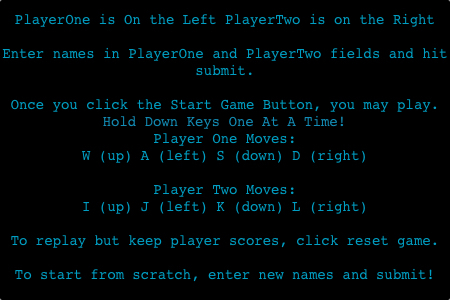 PlayerOne is On the Left PlayerTwo is on the Right
Enter names in PlayerOne and PlayerTwo fields and hit
submit.
Once you click the Start Game Button, you may play.
Hold Down Keys One At A Time!
Player One Moves:
W (up) A (left) S (down) D (right)
Player Two Moves:
I (up) J (left) K (down) L (right)
To replay but keep player scores, click reset game.
To start from scratch, enter new names and submit!